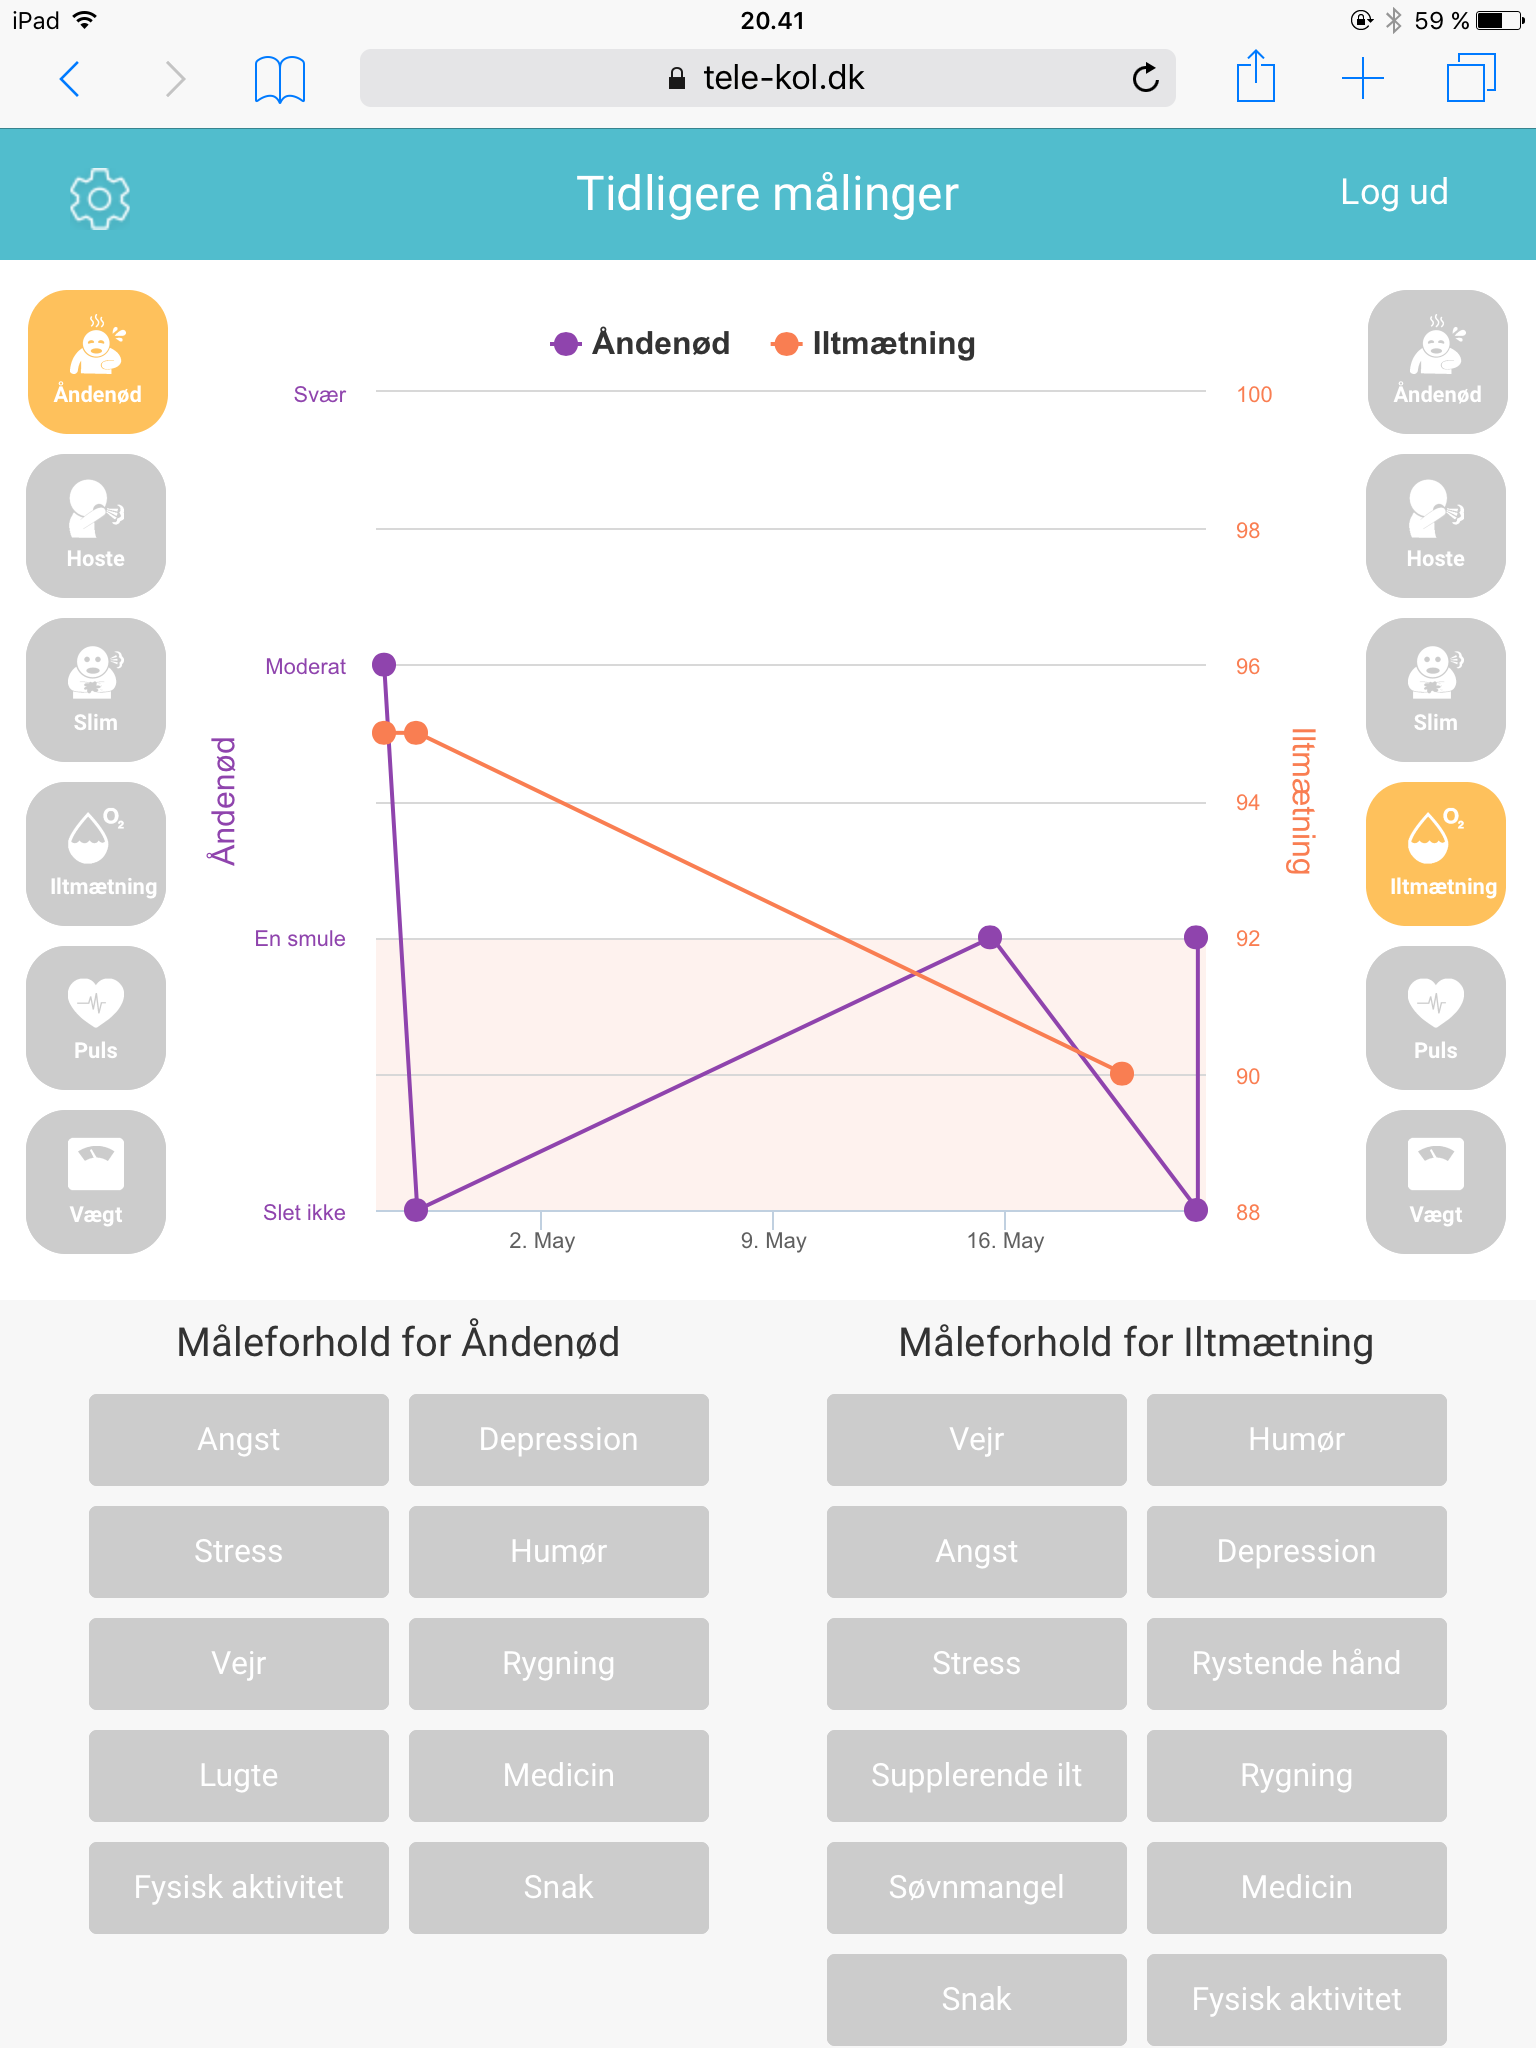 iPad 20.41 59 %
tele-kol.dk
Tidligere målinger
Log ud
Åndenød
Hoste
Slim
O2
Iltmætning
Puls
Vægt
Åndenød Iltmætning
Svær
Moderat
En smule
Slet ikke
Åndenød
100
98
96
94
92
90
88
Iltmætning
2. May 9. May 16. May
Åndenød
Hoste
Slim
O2
Iltmætning
Puls
Vægt
Måleforhold for Åndenød
Angst Depression
Stress Humør
Vejr Rygning
Lugte Medicin
Fysisk aktivitet Snak
Måleforhold for Iltmætning
Vejr Humør
Angst Depression
Stress Rystende hånd
Supplerende ilt Rygning
Søvnmangel Medicin
Snak Fysisk aktivitet